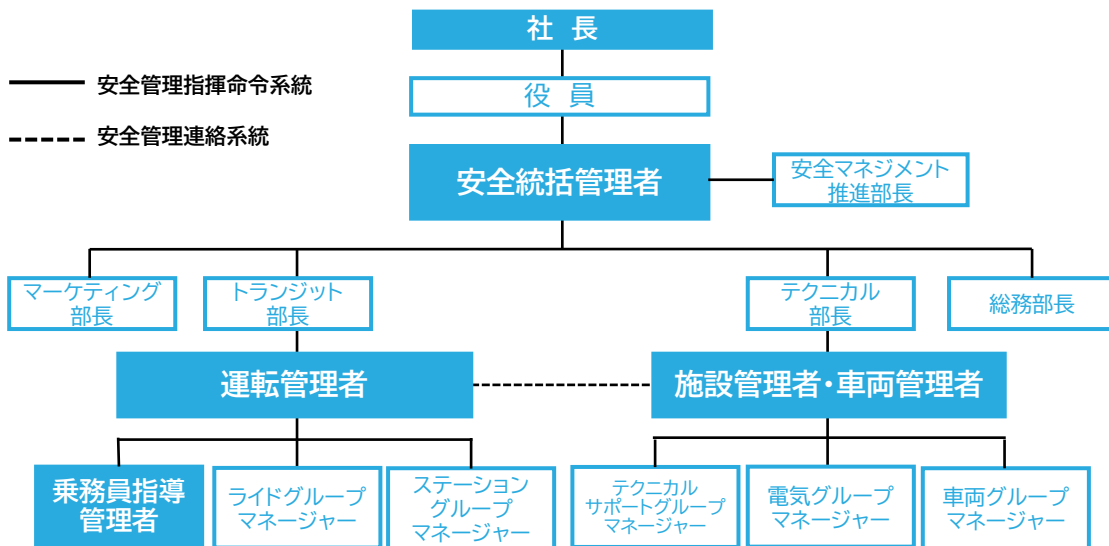 社 長
安全管理指揮命令系統
役 員
安全管理連絡系統
安全統括管理者
安全マネジメント
推進部長
マーケティング
部長
トランジット
部長
テクニカル
部長
総務部長
運転管理者
施設管理者・車両管理者
乗務員指導
管理者
ライドグループ
マネージャー
ステーション
グループ
マネージャー
テクニカル
サポートグループ
マネージャー
電気グループ
マネージャー
車両グループ
マネージャー